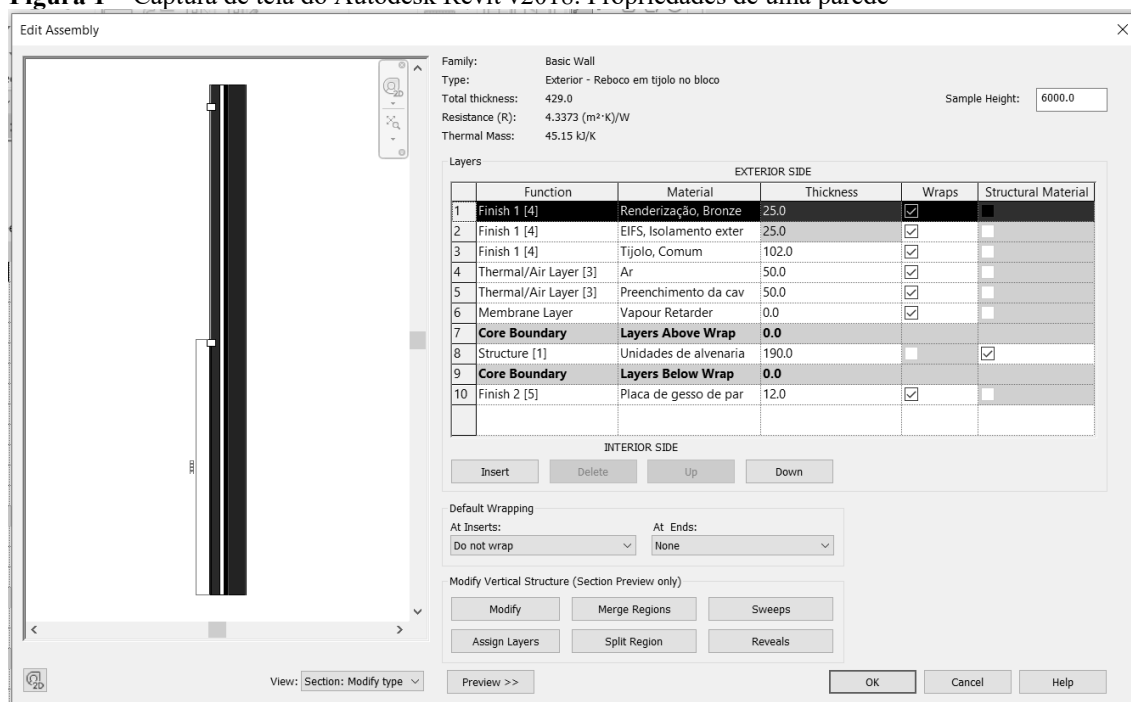 Figura 1 – Captura de tela do Autodesk Revit v2018: Propriedades de uma parede
Edit Assembly
Family: Basic Wall
Type: Exterior - Reboco em tijolo no bloco
Total thickness: 429.0 Sample Height: 6000.0
Resistance (R): 4.3373 (m²·K)/W
Thermal Mass: 45.15 kJ/K
Layers
EXTERIOR SIDE
Function Material Thickness Wraps Structural Material
1 Finish 1 [4] Renderização, Bronze 25.0
2 Finish 1 [4] EIFS, Isolamento exter 25.0
3 Finish 1 [4] Tijolo, Comum 102.0
4 Thermal/Air Layer [3] Ar 50.0
5 Thermal/Air Layer [3] Preenchimento da cav 50.0
6 Membrane Layer Vapour Retarder 0.0
7 Core Boundary Layers Above Wrap 0.0
8 Structure [1] Unidades de alvenaria 190.0
9 Core Boundary Layers Below Wrap 0.0
10 Finish 2 [5] Placa de gesso de par 12.0
INTERIOR SIDE
Insert Delete Up Down
Default Wrapping
At Inserts: At Ends:
Do not wrap None
Modify Vertical Structure (Section Preview only)
Modify Merge Regions Sweeps
Assign Layers Split Region Reveals
2D
2D View: Section: Modify type Preview >> OK Cancel Help